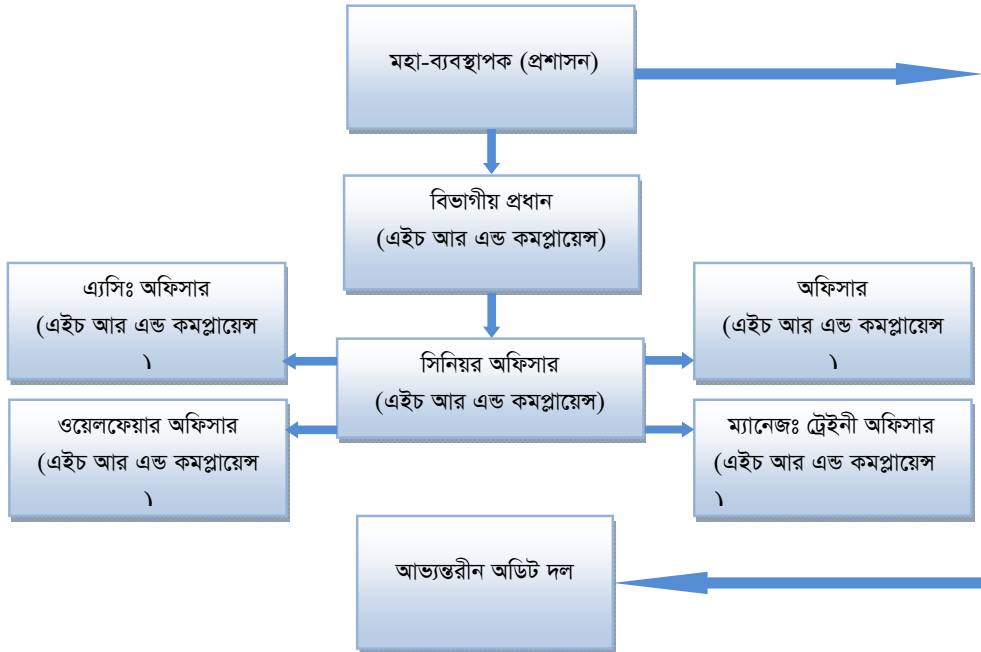 মহা-ব্যবস্থাপক (প্রশাসন)
বিভাগীয় প্রধান
(এইচ আর এন্ড কমপ্লায়েন্স)
এ্যসিঃ অফিসার
(এইচ আর এন্ড কমপ্লায়েন্স
)
অফিসার
(এইচ আর এন্ড কমপ্লায়েন্স
)
সিনিয়র অফিসার
(এইচ আর এন্ড কমপ্লায়েন্স)
ওয়েলফেয়ার অফিসার
(এইচ আর এন্ড কমপ্লায়েন্স
)
ম্যানেজঃ ট্রেইনী অফিসার
(এইচ আর এন্ড কমপ্লায়েন্স
)
আভ্যন্তরীন অডিট দল